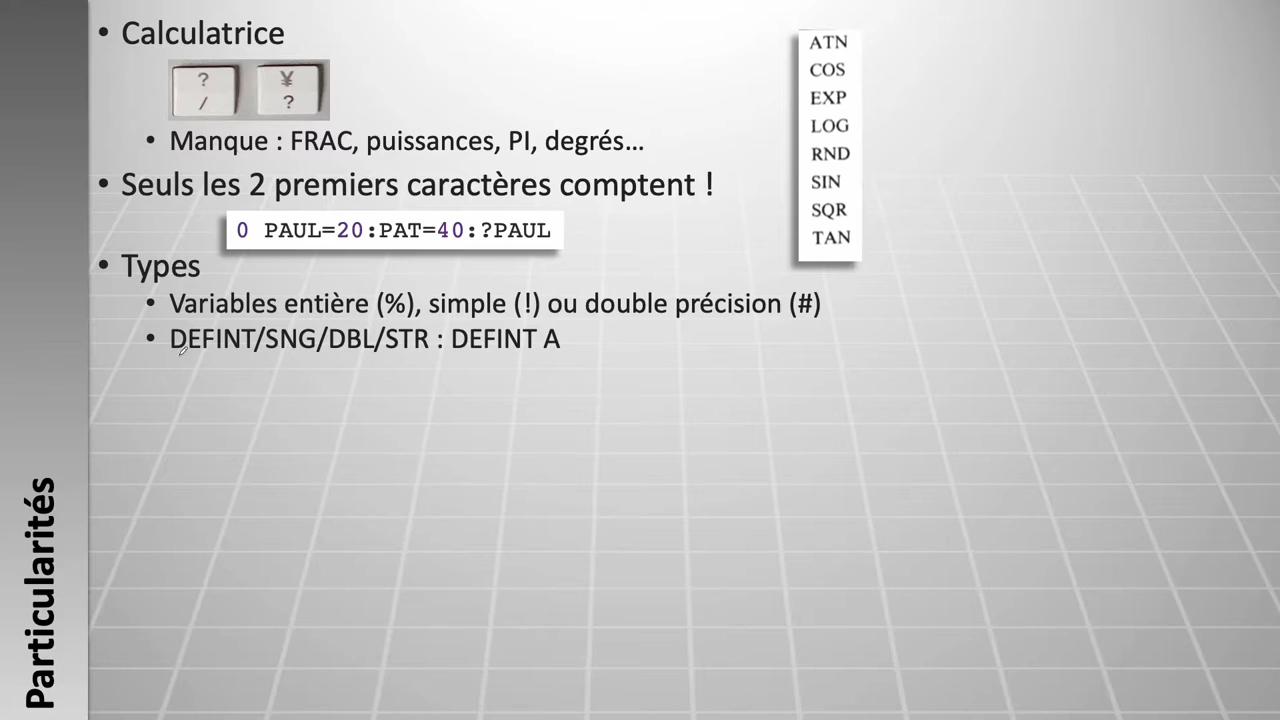 • Calculatrice
? ¥
/ ?
• Manque : FRAC, puissances, PI, degrés…
• Seuls les 2 premiers caractères comptent !
0 PAUL=20:PAT=40:?PAUL
• Types
• Variables entière (%), simple (!) ou double précision (#)
• DEFINT/SNG/DBL/STR : DEFINT A
ATN
COS
EXP
LOG
RND
SIN
SQR
TAN
Particularités